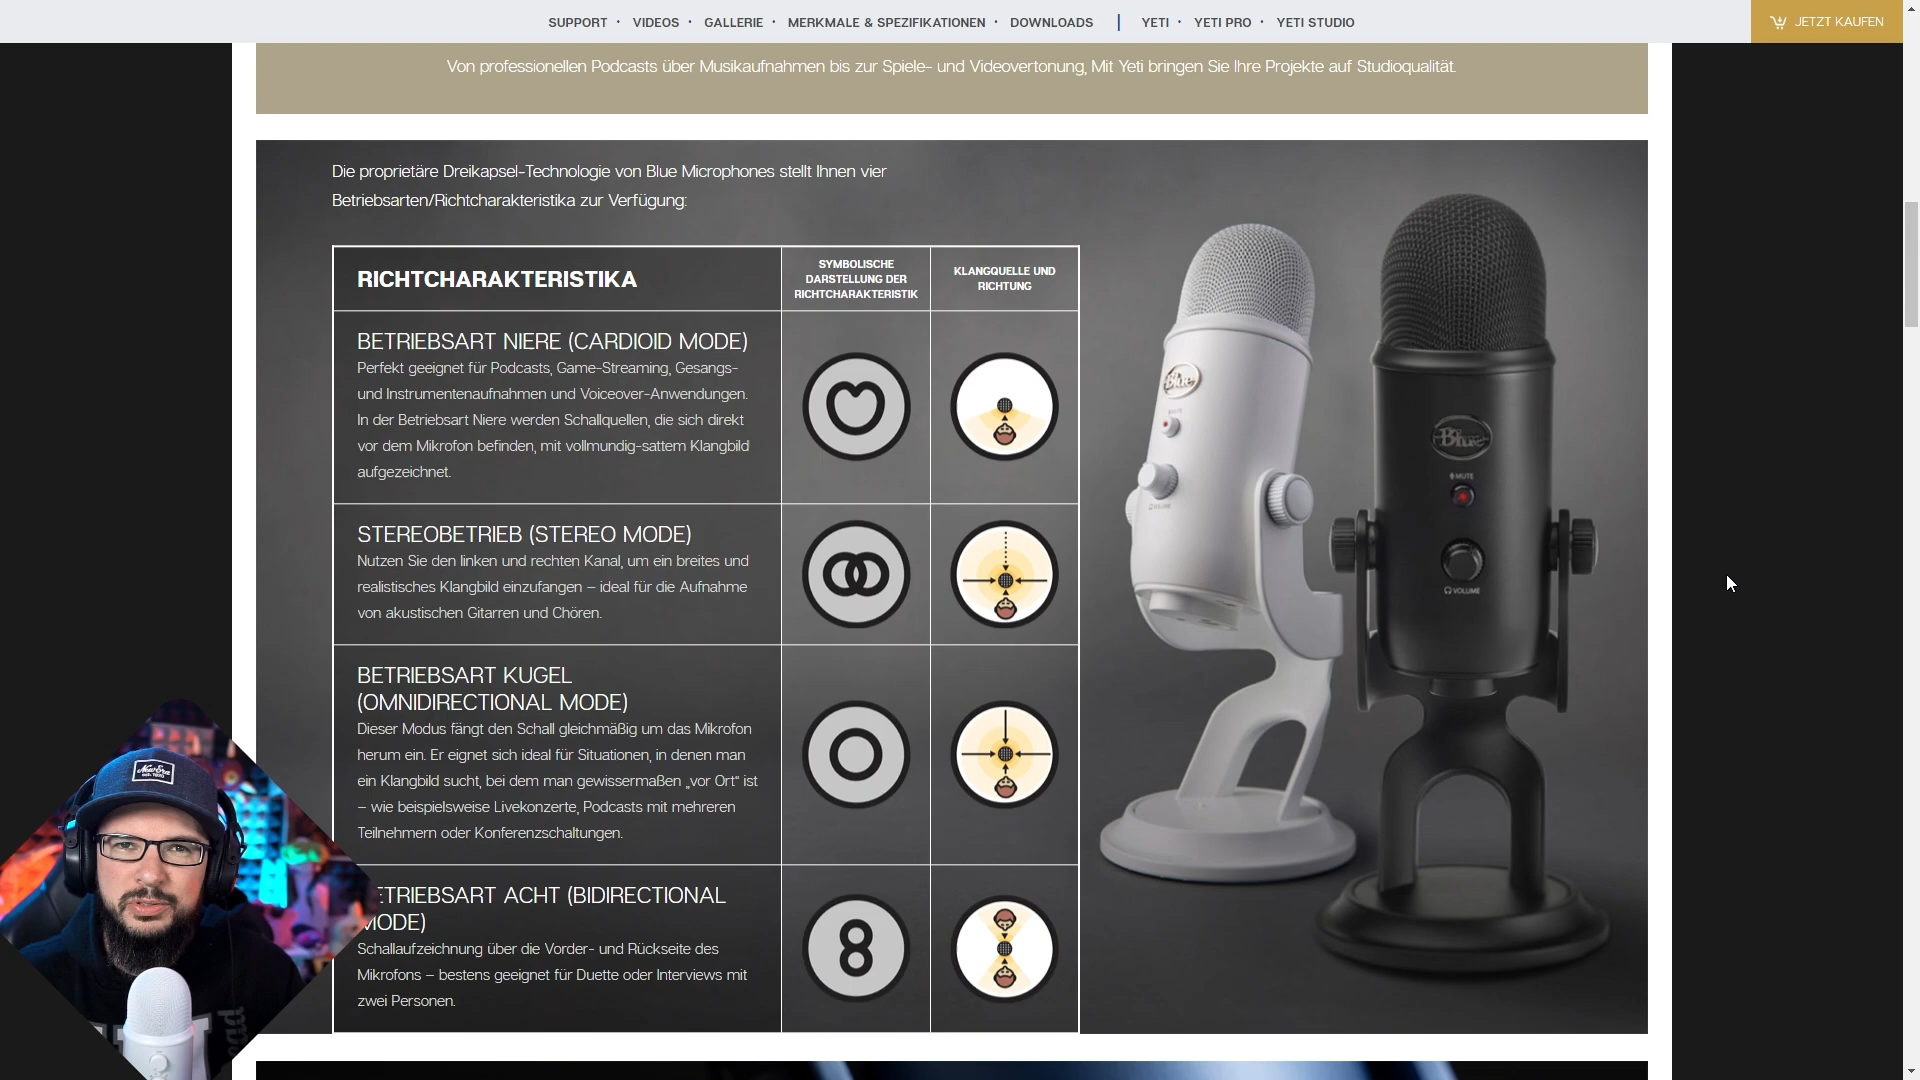 SUPPORT • VIDEOS • GALLERIE • MERKMALE & SPEZIFIKATIONEN • DOWNLOADS | YETI • YETI PRO • YETI STUDIO
JETZT KAUFEN
Von professionellen Podcasts über Musikaufnahmen bis zur Spiele- und Videovertonung, Mit Yeti bringen Sie Ihre Projekte auf Studioqualität.
Die proprietäre Dreikapsel-Technologie von Blue Microphones stellt Ihnen vier
Betriebsarten/Richtcharakteristika zur Verfügung:
RICHTCHARAKTERISTIKA
SYMBOLISCHE
DARSTELLUNG DER
RICHTCHARAKTERISTIK
KLANGQUELLE UND
RICHTUNG
BETRIEBSART NIERE (CARDIOID MODE)
Perfekt geeignet für Podcasts, Game-Streaming, Gesangs-
und Instrumentenaufnahmen und Voiceover-Anwendungen.
In der Betriebsart Niere werden Schallquellen, die sich direkt
vor dem Mikrofon befinden, mit vollmundig-sattem Klangbild
aufgezeichnet.
STEREOBETRIEB (STEREO MODE)
Nutzen Sie den linken und rechten Kanal, um ein breites und
realistisches Klangbild einzufangen – ideal für die Aufnahme
von akustischen Gitarren und Chören.
BETRIEBSART KUGEL
(OMNIDIRECTIONAL MODE)
Dieser Modus fängt den Schall gleichmäßig um das Mikrofon
herum ein. Er eignet sich ideal für Situationen, in denen man
ein Klangbild sucht, bei dem man gewissermaßen „vor Ort“ ist
– wie beispielsweise Livekonzerte, Podcasts mit mehreren
Teilnehmern oder Konferenzschaltungen.
ETRIEBSART ACHT (BIDIRECTIONAL
MODE)
Schallaufzeichnung über die Vorder- und Rückseite des
Mikrofons – bestens geeignet für Duette oder Interviews mit
zwei Personen.
8
Blue
VOLUME
Blue
MUTE
VOLUME
New Era